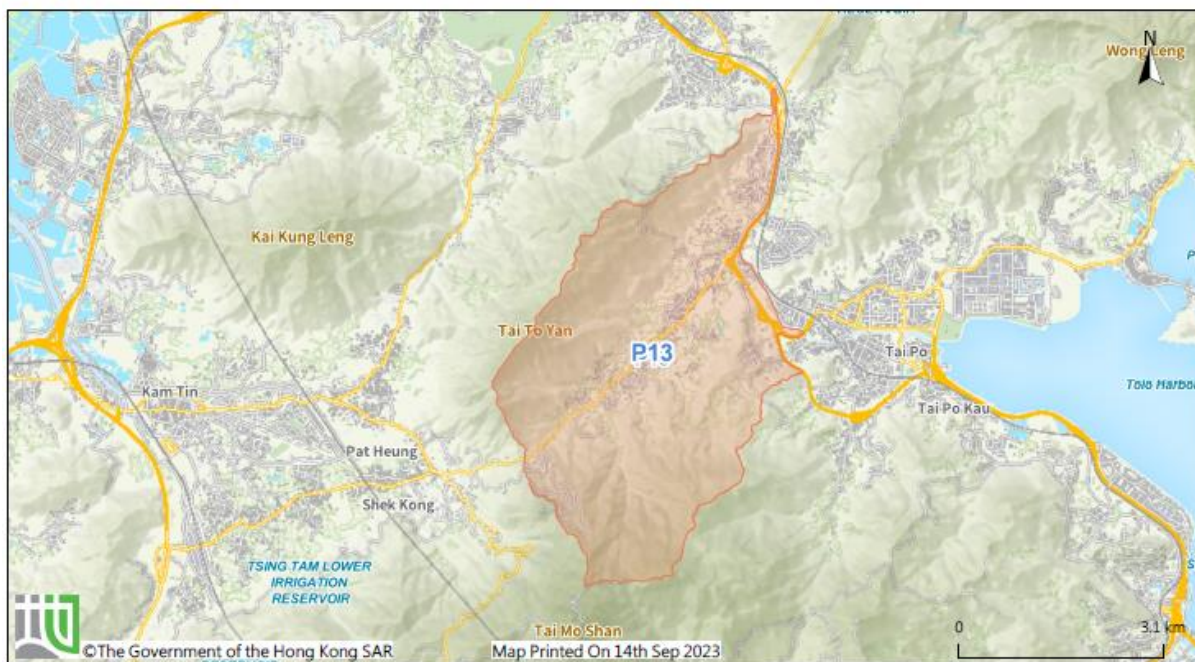 RESERVOIR
Wong Leng
N
Kai Kung Leng
Tai To Yan
P13
Tai Po
Tolo Harbo
Kam Tin
Tai Po Kau
Pat Heung
Shek Kong
TSING TAM LOWER
IRRIGATION
RESERVOIR
0
3.1 km
Tai Mo Shan
©The Government of the Hong Kong SAR
Map Printed On 14th Sep 2023